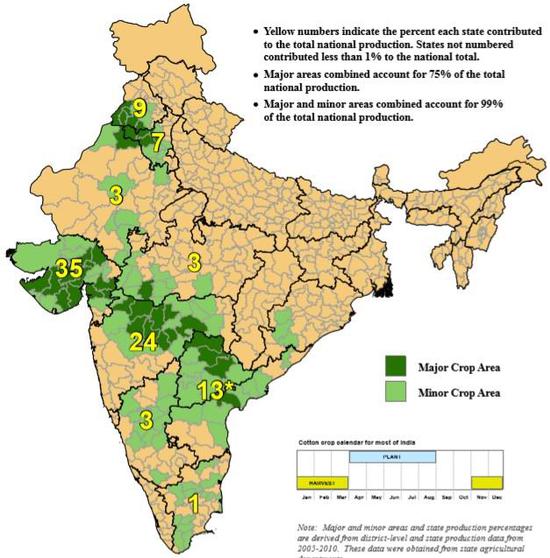 • Yellow numbers indicate the percent each state contributed
to the total national production. States not numbered
contributed less than 1% to the national total.
• Major areas combined account for 75% of the total
national production.
• Major and minor areas combined account for 99%
of the total national production.
9
7
3
3
35
24
13*
3
1
Major Crop Area
Minor Crop Area
Cotton crop calendar for most of India
PLANT
HARVEST
Jan Feb Mar Apr May Jun Jul Aug Sep Oct Nov Dec
Note: Major and minor areas and state production percentages
are derived from district-level and state production data from
2005-2010. These data were obtained from state agricultural